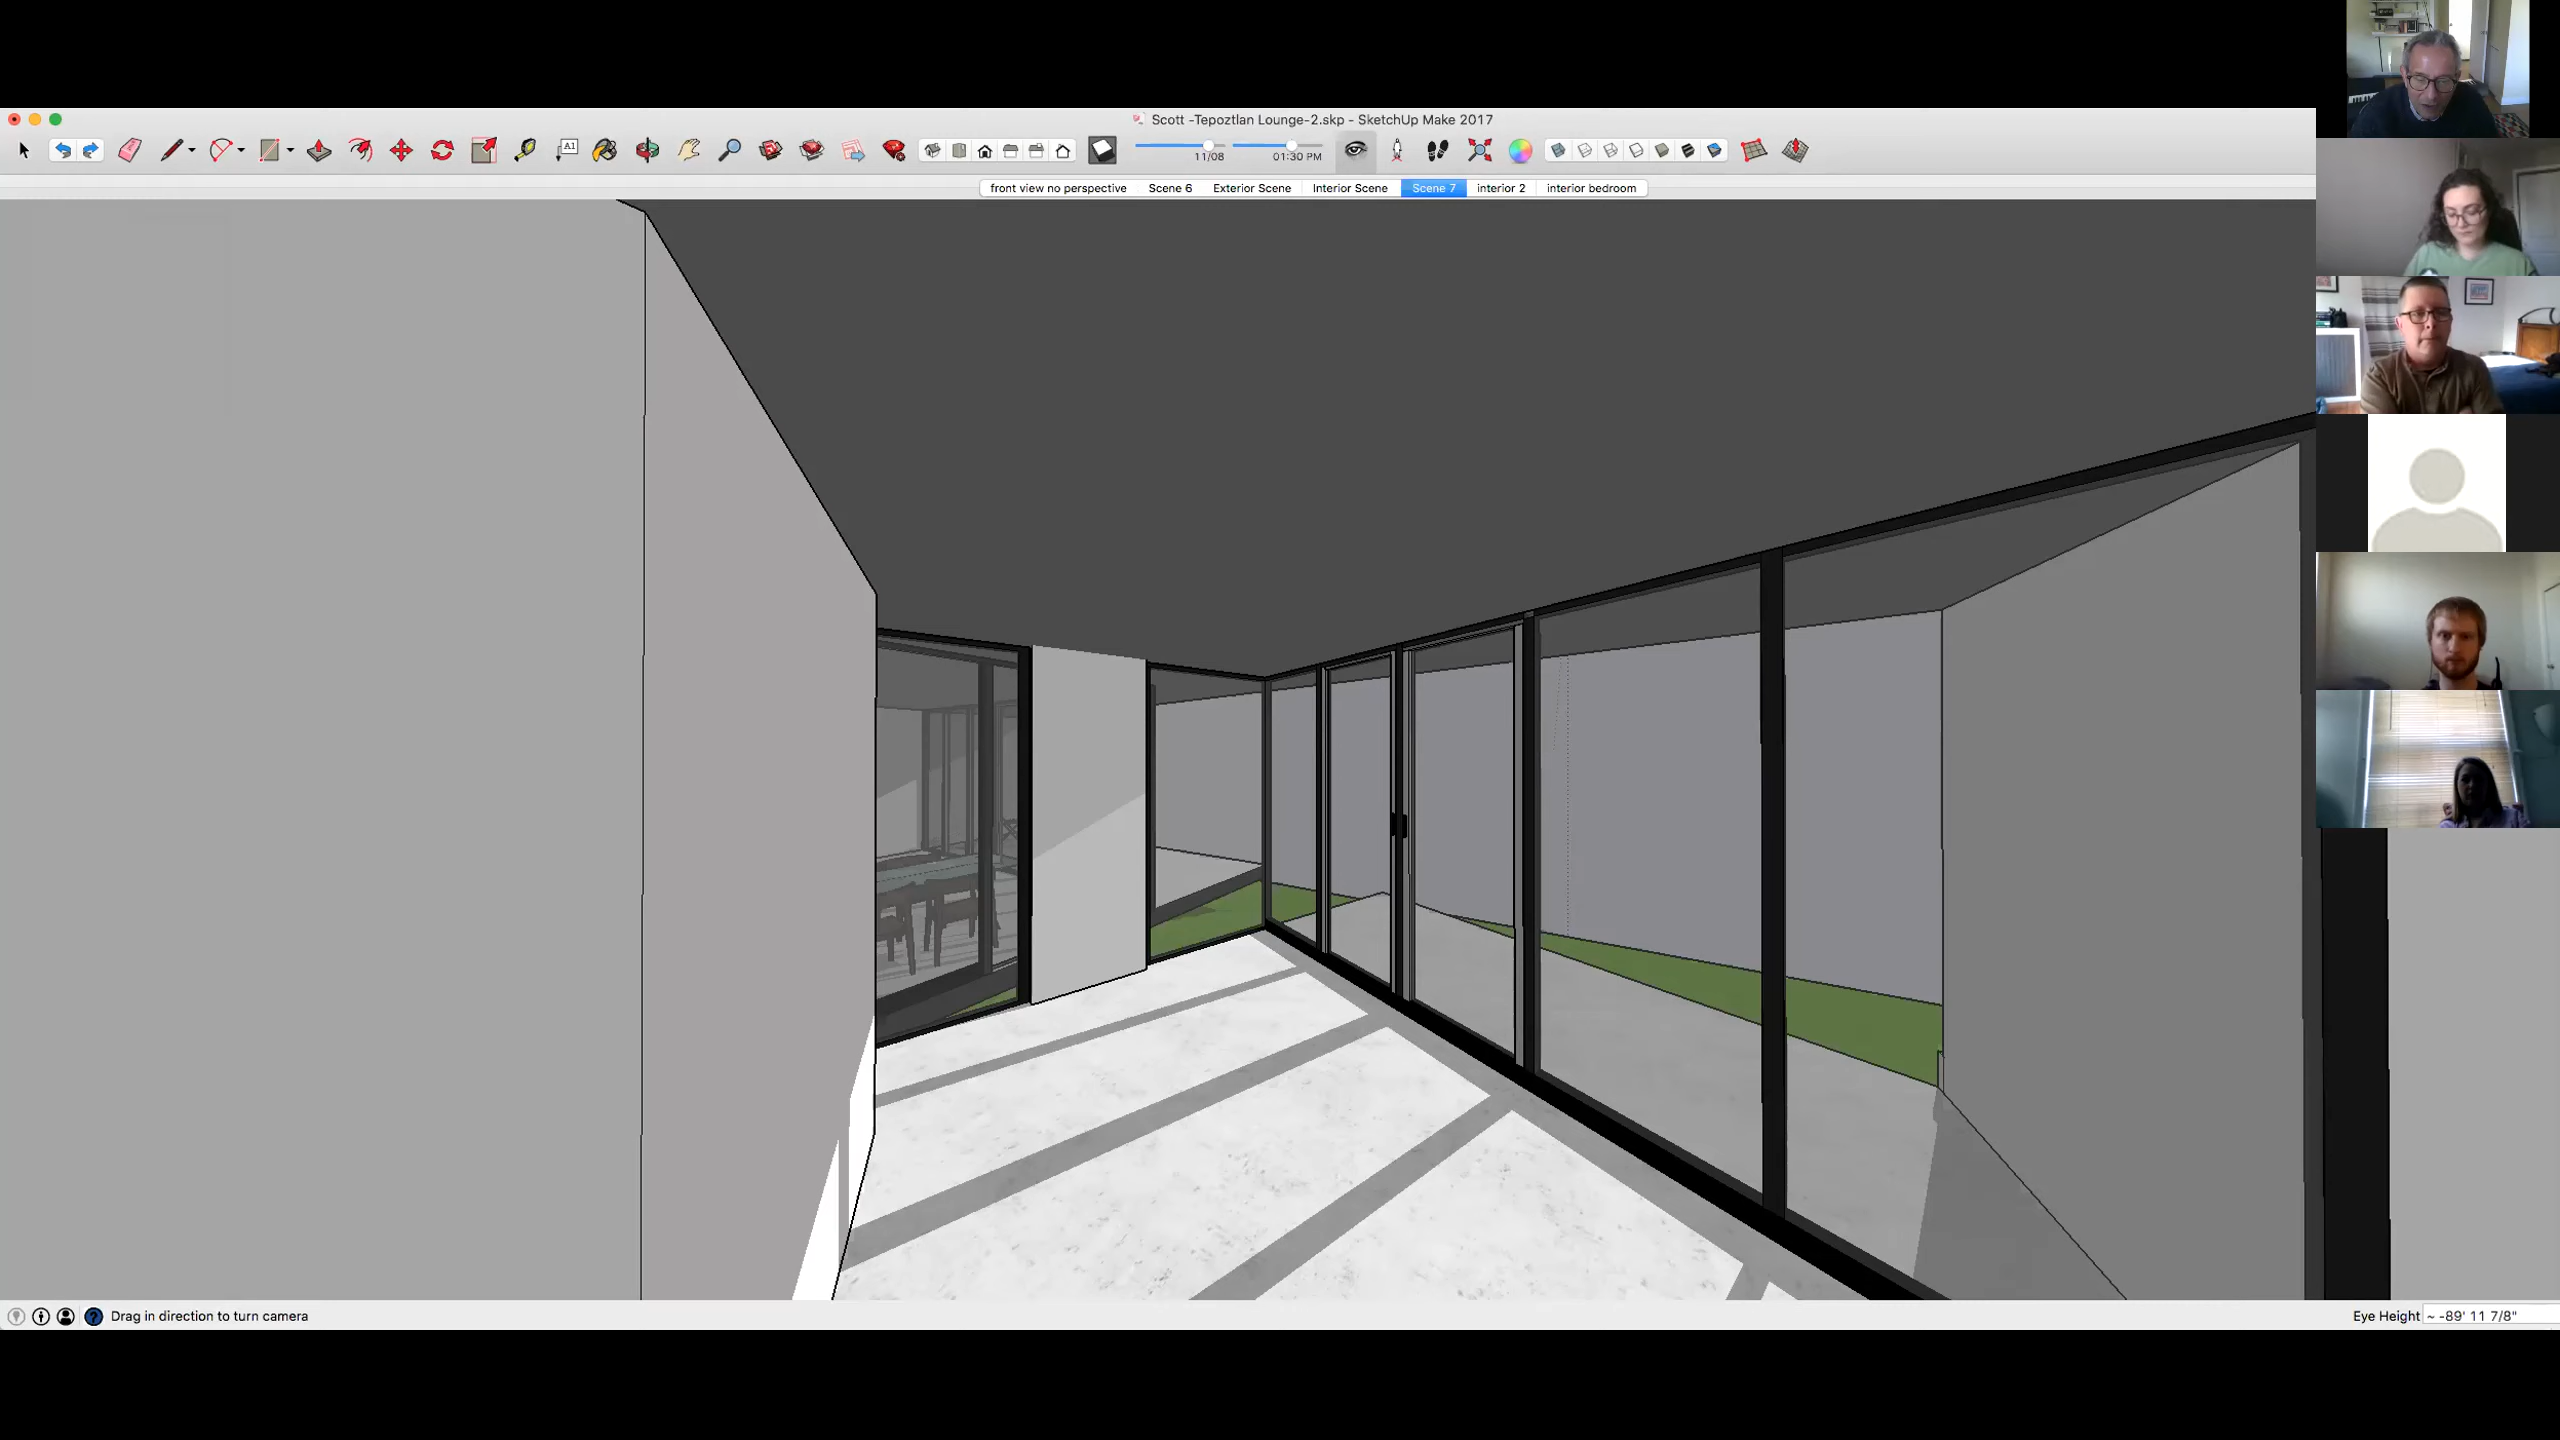 Scott -Tepoztlan Lounge-2.skp - SketchUp Make 2017
A1
11/08
01:30 PM
front view no perspective
Scene 6
Exterior Scene
Interior Scene
Scene 7
interior 2
interior bedroom
Drag in direction to turn camera
Eye Height
~ -89' 11 7/8"